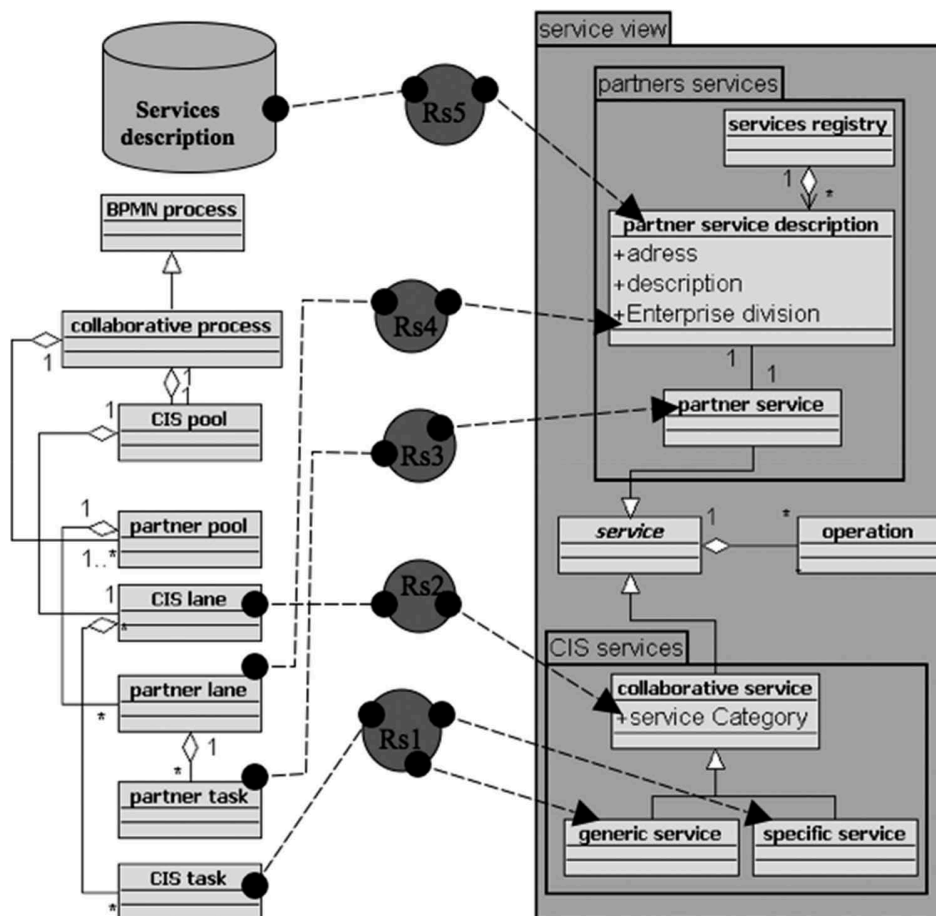 service view
partners services
Services
description
Rs5
services registry
1
*
BPMN process
partner service description
+adress
+description
+Enterprise division
collaborative process
1
1
1
Rs4
1
1
1
CIS pool
partner service
Rs3
1
partner pool
1..*
service
1
*
operation
*
1
CIS lane
*
Rs2
CIS services
partner lane
*
1
*
collaborative service
+service Category
Rs1
partner task
generic service
specific service
CIS task
*